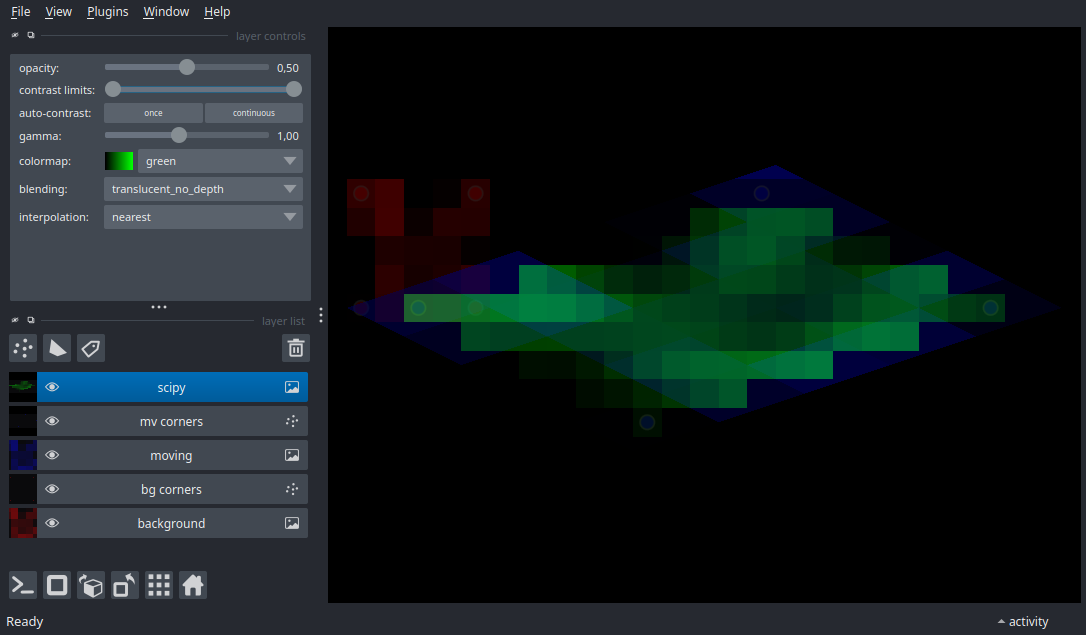 File View Plugins Window Help
layer controls
opacity: 0,50
contrast limits:
auto-contrast: once continuous
gamma: 1,00
colormap: green
blending: translucent_no_depth
interpolation: nearest
layer list
scipy
mv corners
moving
bg corners
background
Ready
activity